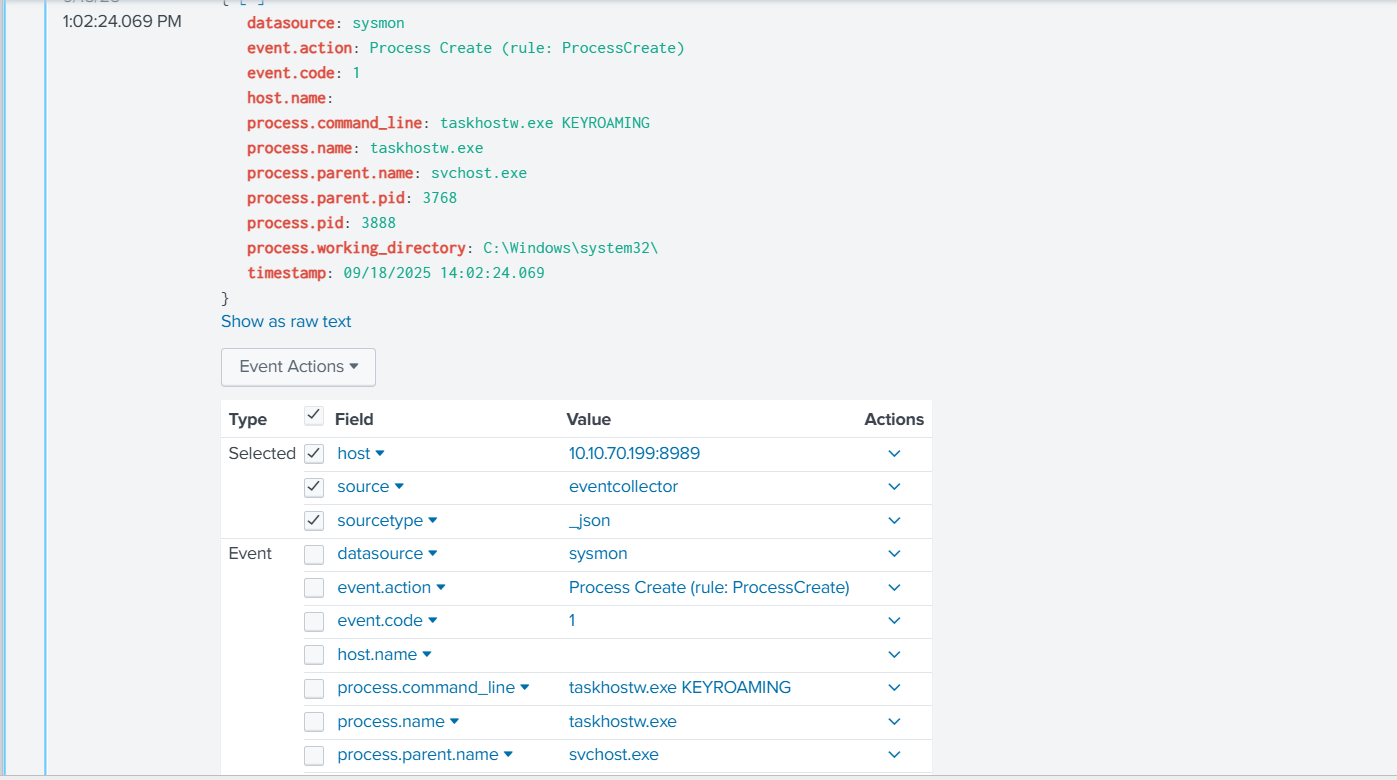 1:02:24.069 PM
datasource: sysmon
event.action: Process Create (rule: ProcessCreate)
event.code: 1
host.name:
process.command_line: taskhostw.exe KEYROAMING
process.name: taskhostw.exe
process.parent.name: svchost.exe
process.parent.pid: 3768
process.pid: 3888
process.working_directory: C:\Windows\system32\
timestamp: 09/18/2025 14:02:24.069
}
Show as raw text
Event Actions
Type Field Value Actions
Selected host 10.10.70.199:8989
source eventcollector
sourcetype _json
Event datasource sysmon
event.action Process Create (rule: ProcessCreate)
event.code 1
host.name
process.command_line taskhostw.exe KEYROAMING
process.name taskhostw.exe
process.parent.name svchost.exe